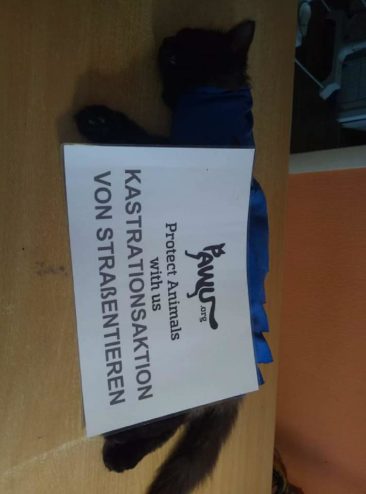 PAWU.org
Protect Animals
with us
KASTRATIONSAKTION
VON STRAßENTIEREN